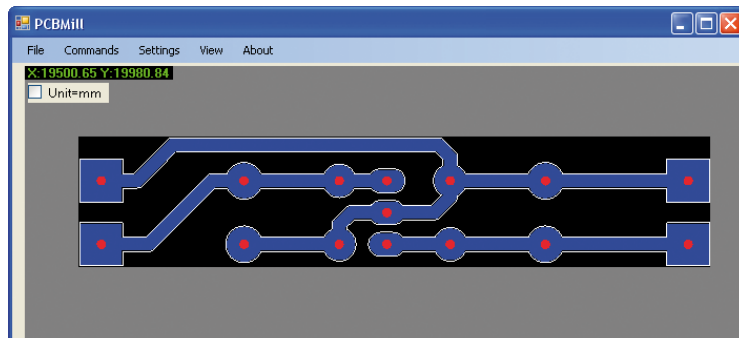 PCBMill
File Commands Settings View About
X:19500.65 Y:19980.84
Unit=mm